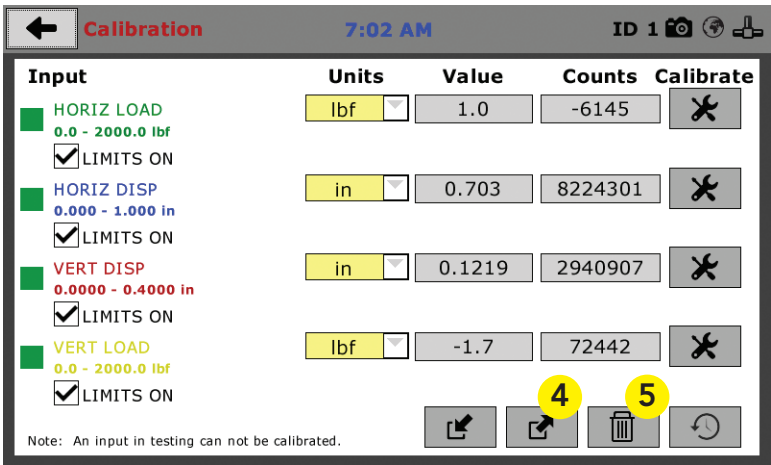 Calibration 7:02 AM ID 1
Input Units Value Counts Calibrate
HORIZ LOAD lbf 1.0 -6145
0.0 - 2000.0 lbf
LIMITS ON
HORIZ DISP in 0.703 8224301
0.000 - 1.000 in
LIMITS ON
VERT DISP in 0.1219 2940907
0.0000 - 0.4000 in
LIMITS ON
VERT LOAD lbf -1.7 72442
0.0 - 2000.0 lbf
LIMITS ON
4 5
Note: An input in testing can not be calibrated.